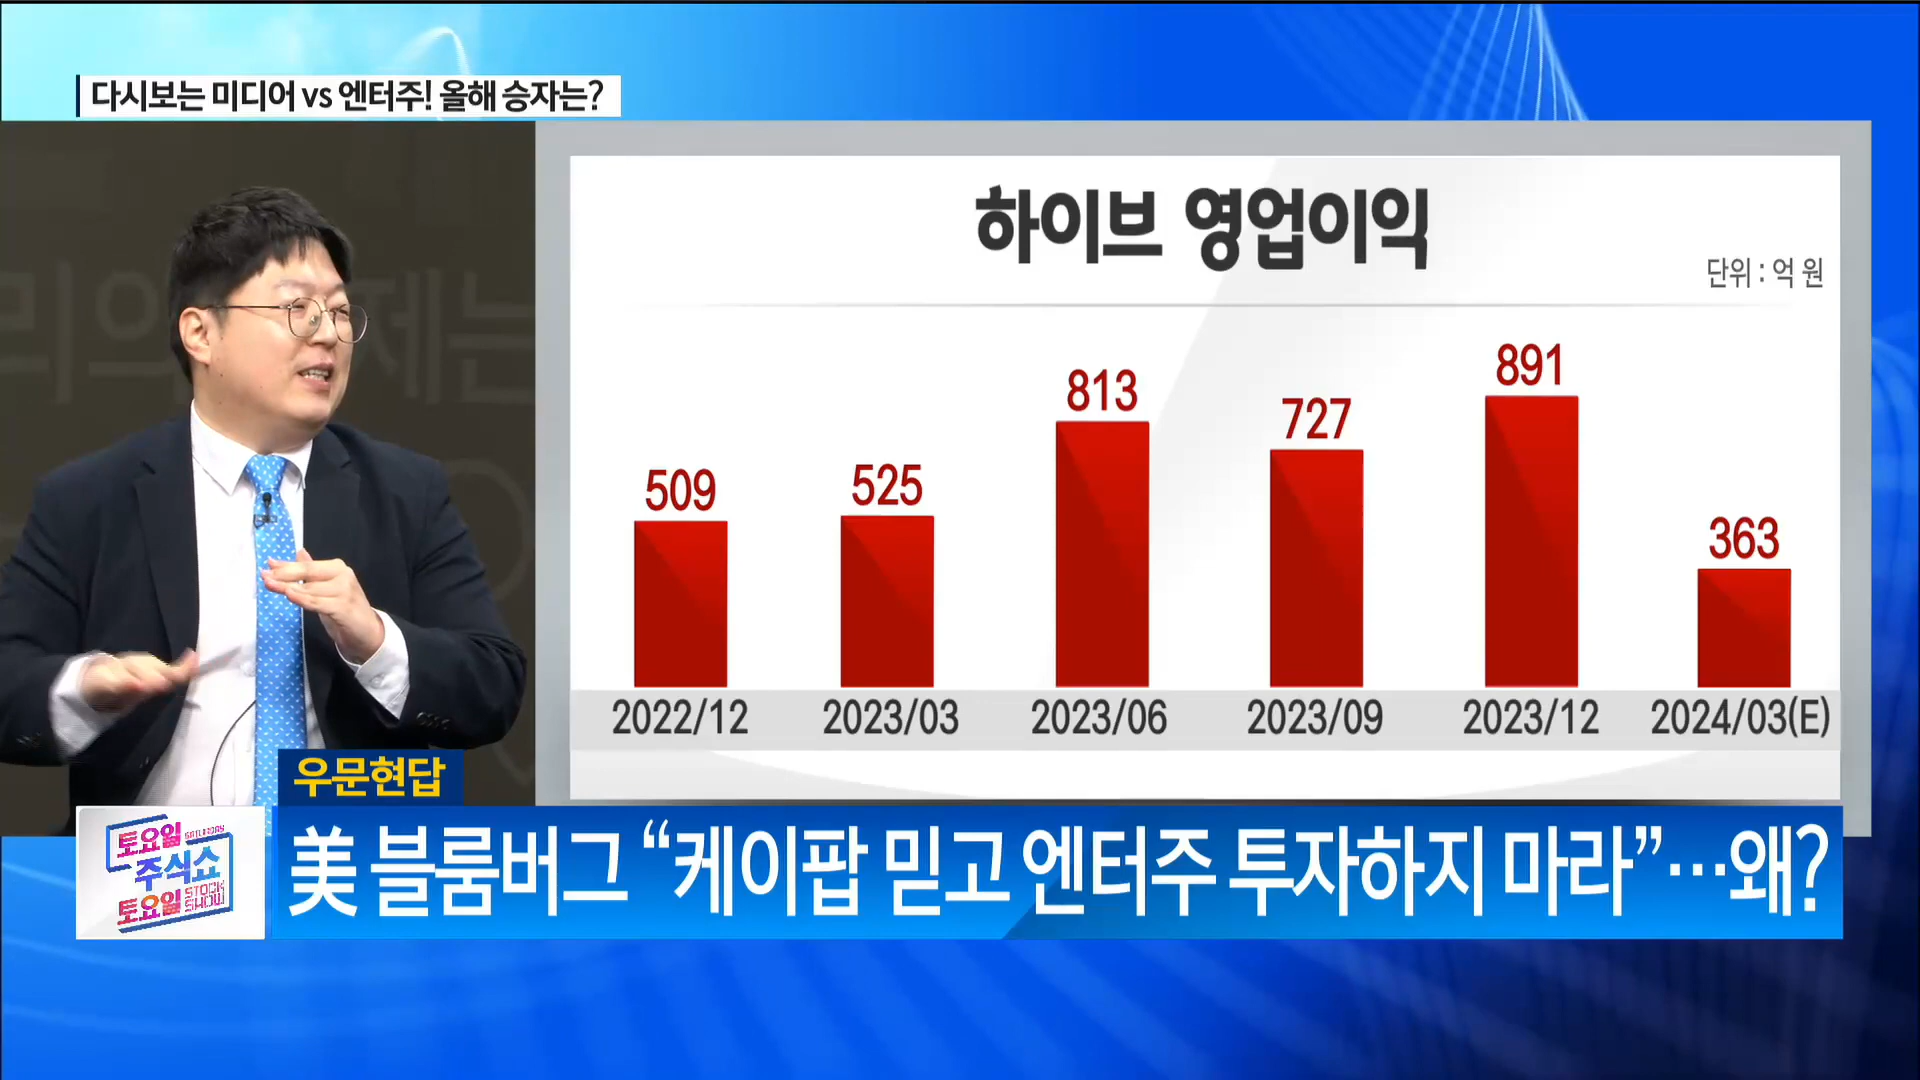 다시보는 미디어 vs 엔터주! 올해 승자는?
하이브 영업이익
단위 : 억 원
509 525 813 727 891 363
2022/12 2023/03 2023/06 2023/09 2023/12 2024/03(E)
우문현답
토요일 SATURDAY
주식쇼
토요일 STOCK SHOW
美 블룸버그 “케이팝 믿고 엔터주 투자하지 마라”…왜?